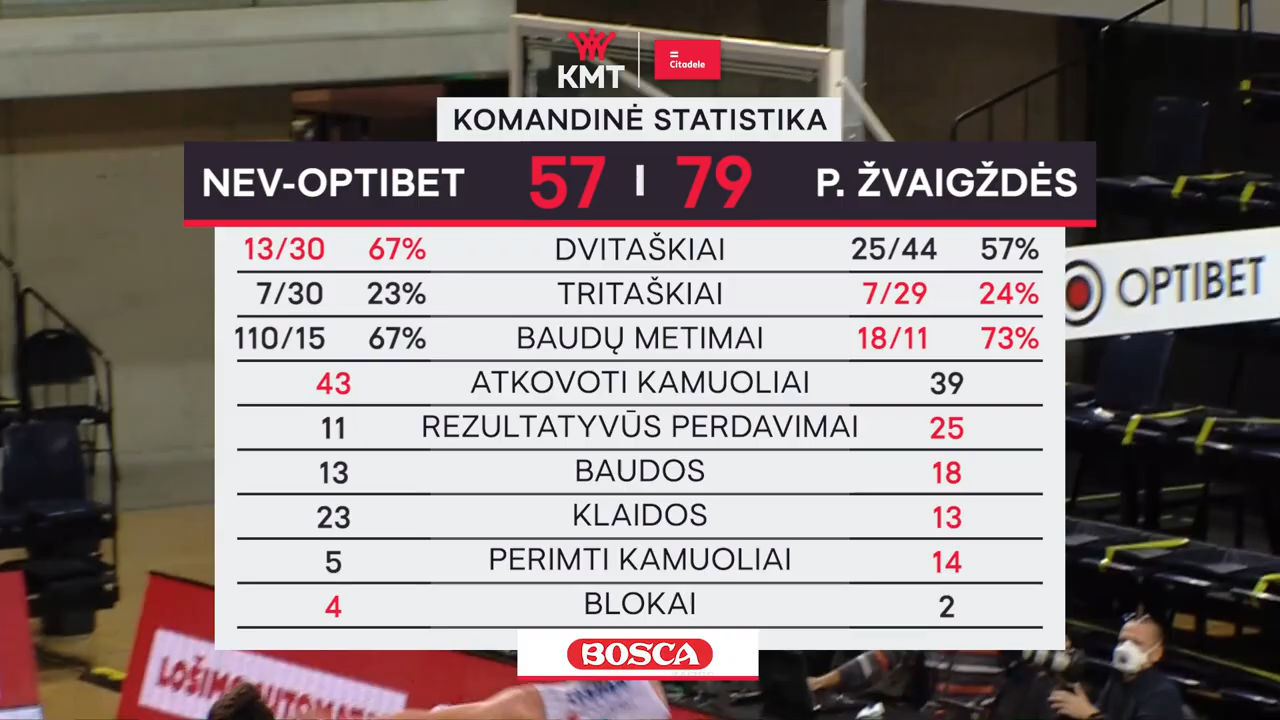 KMT
Citadele
KOMANDINĖ STATISTIKA
NEV-OPTIBET 57 I 79 P. ŽVAIGŽDĖS
13/30 67% DVITAŠKIAI 25/44 57%
7/30 23% TRITAŠKIAI 7/29 24%
110/15 67% BAUDŲ METIMAI 18/11 73%
43 ATKOVOTI KAMUOLIAI 39
11 REZULTATYVŪS PERDAVIMAI 25
13 BAUDOS 18
23 KLAIDOS 13
5 PERIMTI KAMUOLIAI 14
4 BLOKAI 2
BOSCA
OPTIBET
LOŠIMO AUTOMATAI